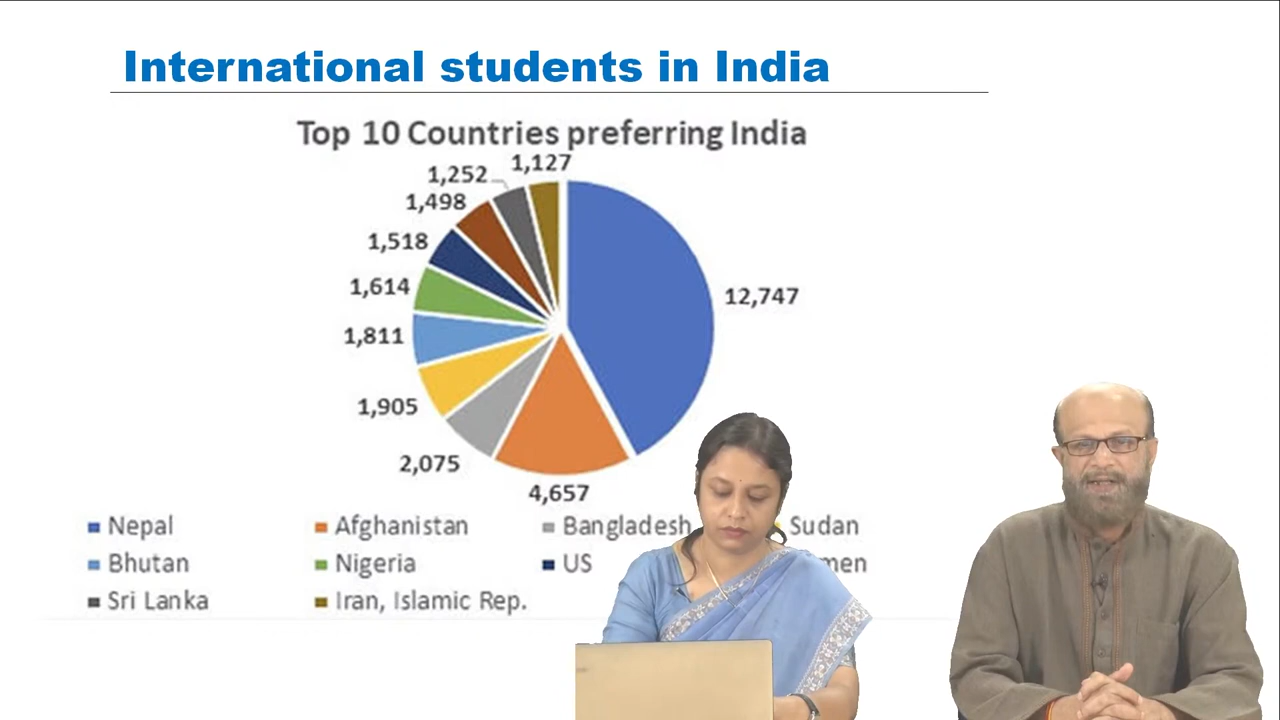 International students in India
Top 10 Countries preferring India
1,127
1,252
1,498
1,518
12,747
1,614
1,811
1,905
2,075
4,657
Nepal Afghanistan Bangladesh Sudan
Bhutan Nigeria US
Sri Lanka Iran, Islamic Rep.